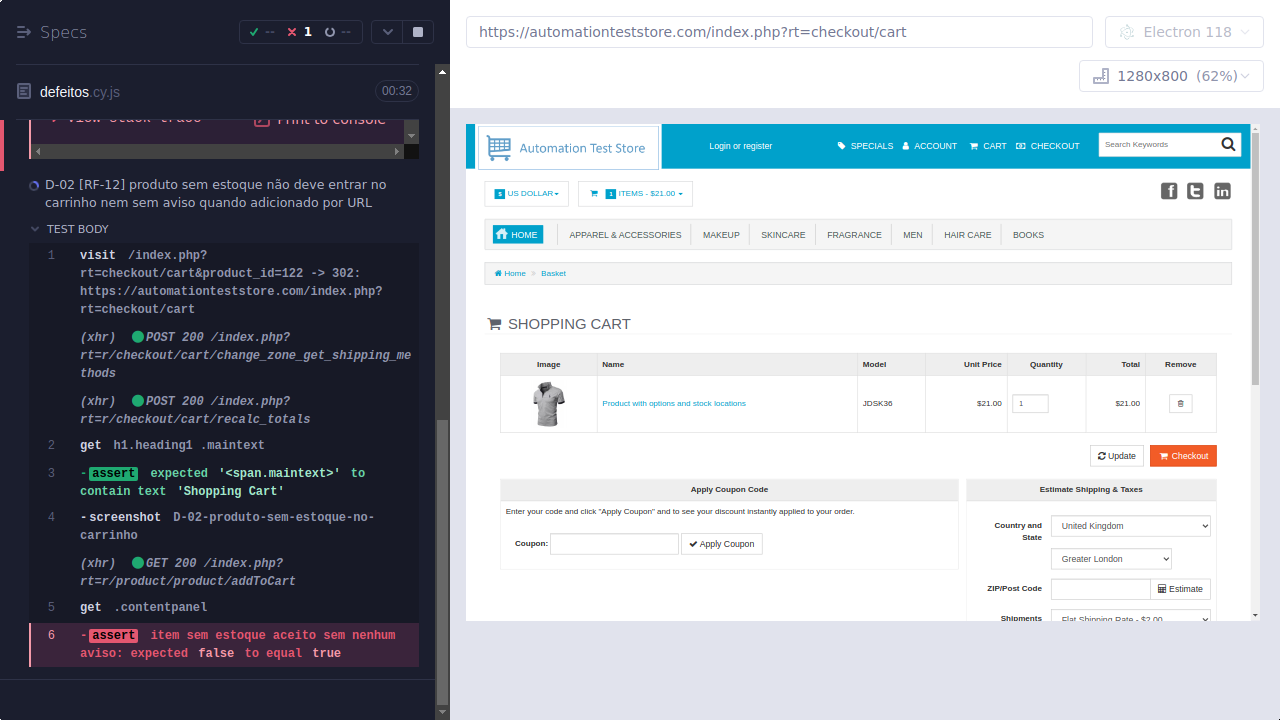 Specs
-- 1 --
defeitos.cy.js
00:32
View stack trace
Print to console
D-02 [RF-12] produto sem estoque não deve entrar no
carrinho nem sem aviso quando adicionado por URL
TEST BODY
1 visit /index.php?
rt=checkout/cart&product_id=122 -> 302:
https://automationteststore.com/index.php?
rt=checkout/cart
(xhr) POST 200 /index.php?
rt=r/checkout/cart/change_zone_get_shipping_me
thods
(xhr) POST 200 /index.php?
rt=r/checkout/cart/recalc_totals
2 get h1.heading1 .maintext
3 -assert expected '<span.maintext>' to
contain text 'Shopping Cart'
4 -screenshot D-02-produto-sem-estoque-no-
carrinho
(xhr) GET 200 /index.php?
rt=r/product/product/addToCart
5 get .contentpanel
6 -assert item sem estoque aceito sem nenhum
aviso: expected false to equal true
https://automationteststore.com/index.php?rt=checkout/cart
Electron 118
1280x800 (62%)
Automation Test Store
Login or register
SPECIALS ACCOUNT CART CHECKOUT
Search Keywords
$ US DOLLAR
1 ITEMS - $21.00
HOME APPAREL & ACCESSORIES MAKEUP SKINCARE FRAGRANCE MEN HAIR CARE BOOKS
Home » Basket
SHOPPING CART
Image Name Model Unit Price Quantity Total Remove
Product with options and stock locations JDSK36 $21.00 1 $21.00
Update Checkout
Apply Coupon Code
Enter your code and click "Apply Coupon" and to see your discount instantly applied to your order.
Coupon: Apply Coupon
Estimate Shipping & Taxes
Country and
State
United Kingdom
Greater London
ZIP/Post Code Estimate
Shipments Flat Shipping Rate - $2.00